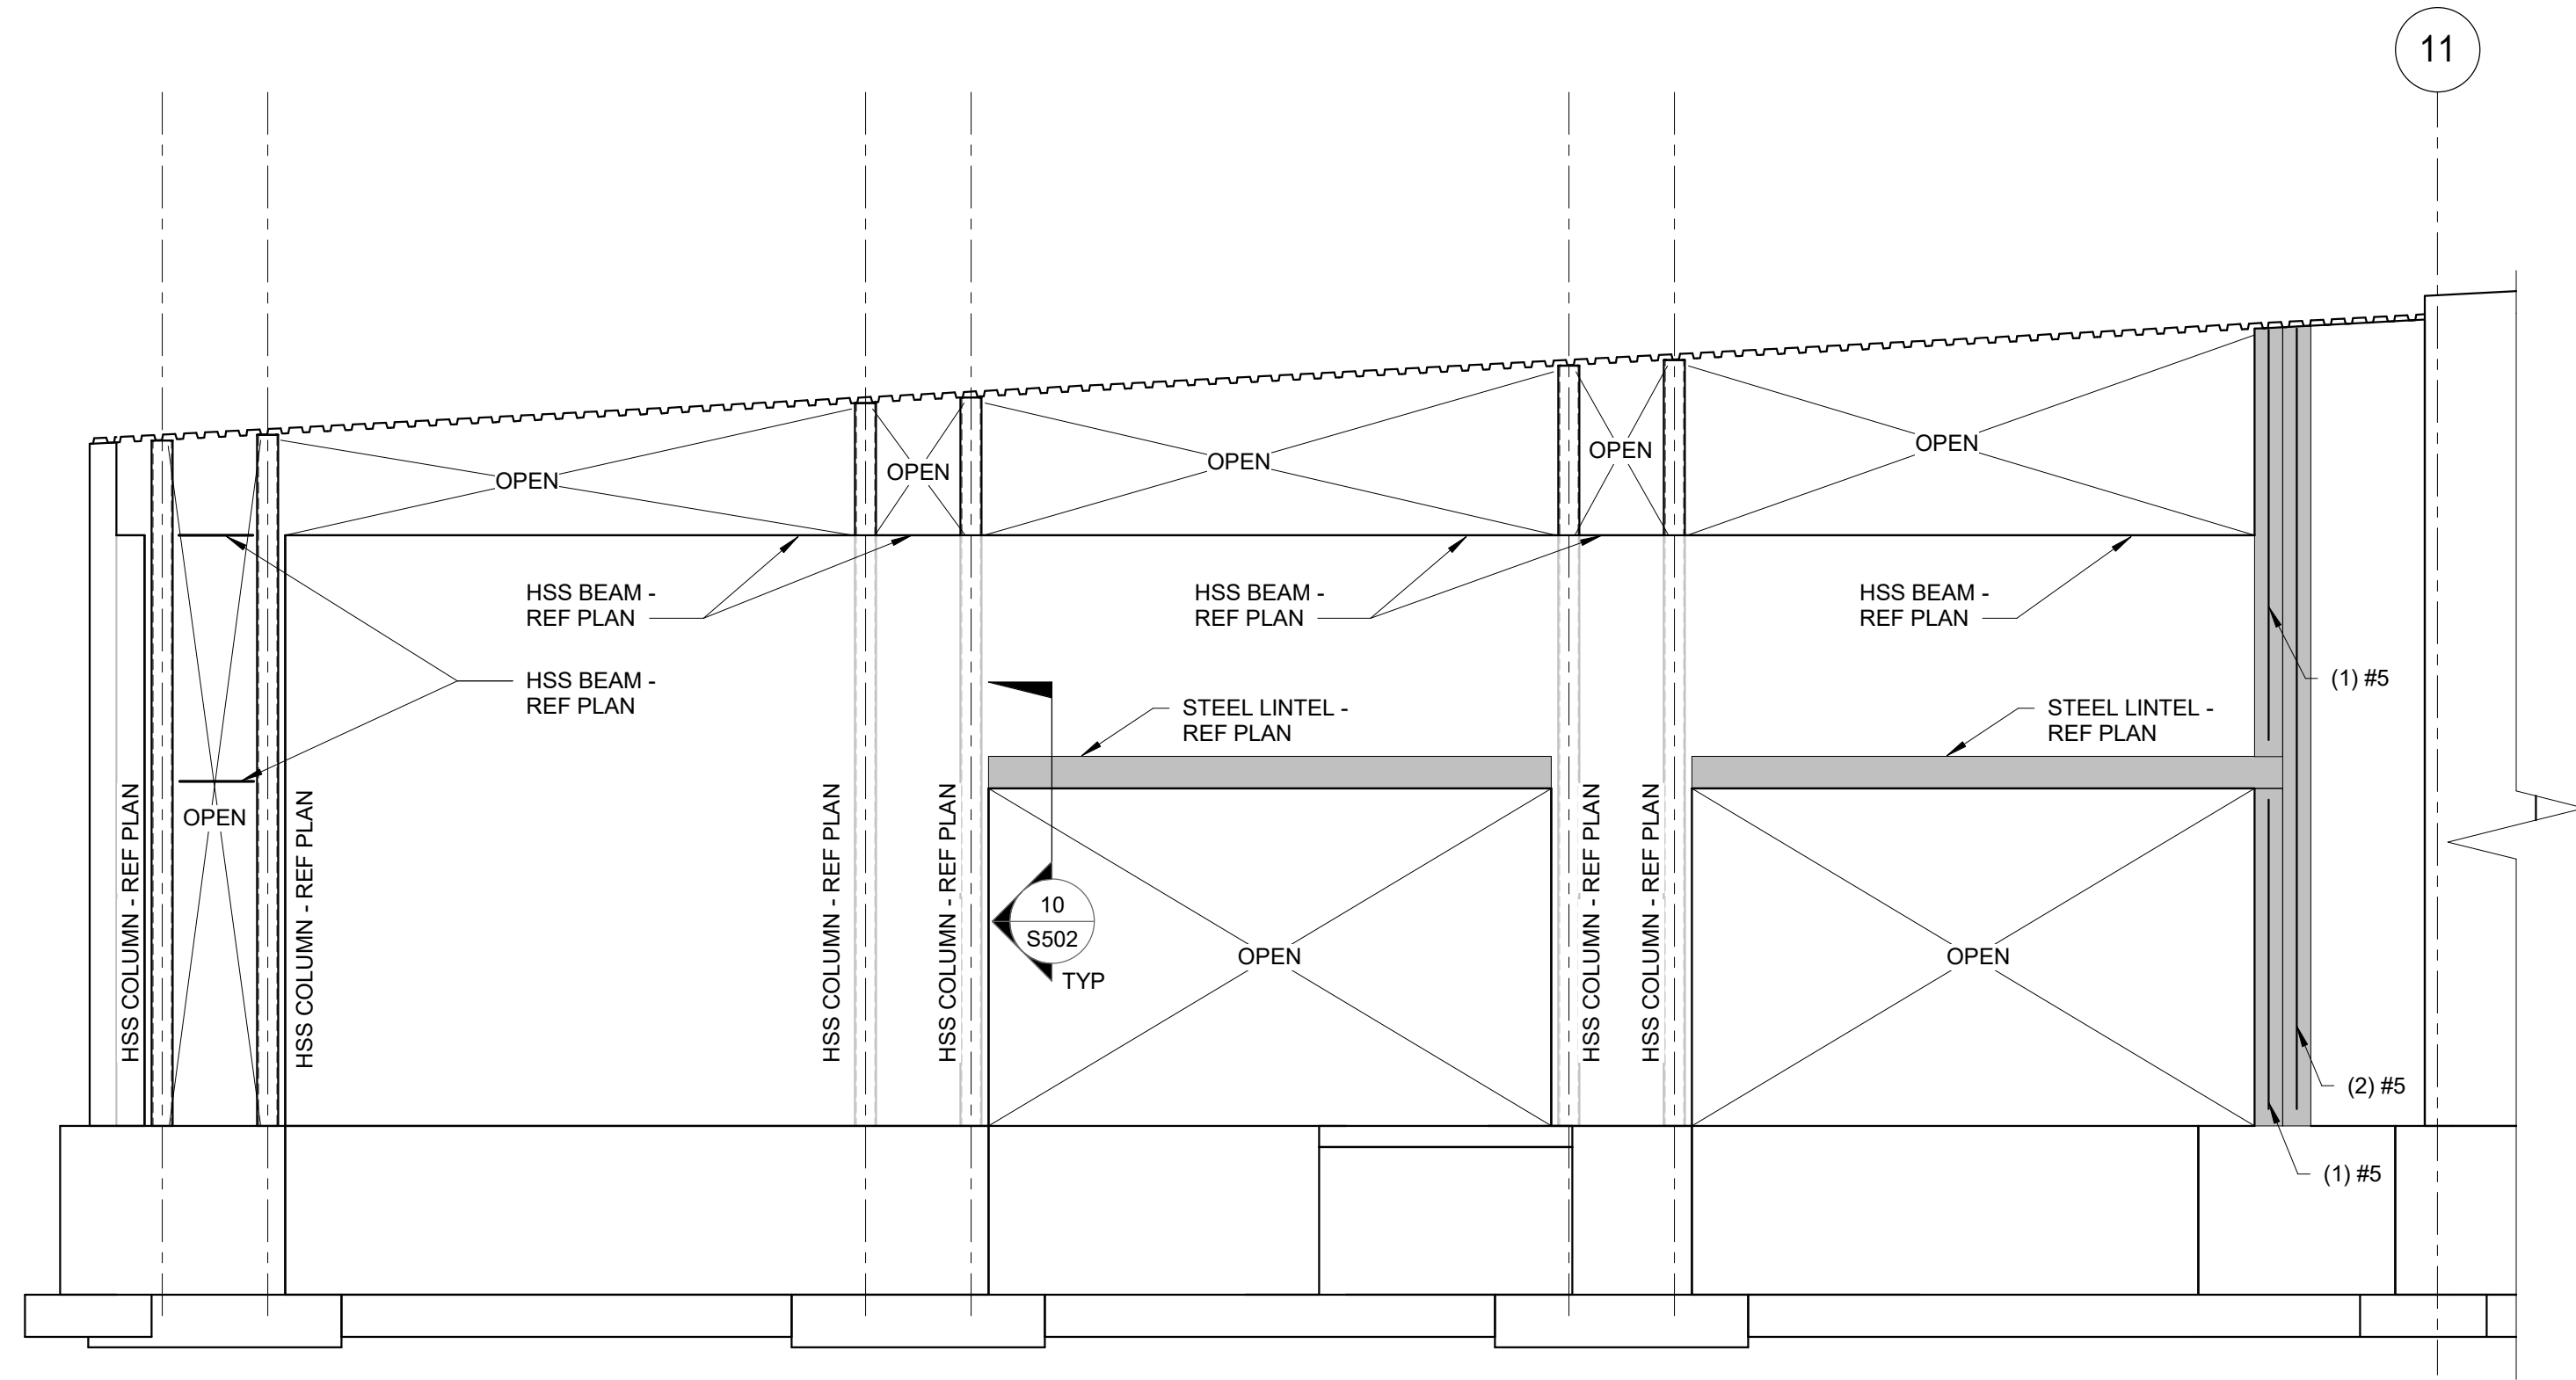 11
OPEN
OPEN
OPEN
OPEN
OPEN
HSS BEAM -
REF PLAN
HSS BEAM -
REF PLAN
HSS BEAM -
REF PLAN
HSS BEAM -
REF PLAN
(1) #5
STEEL LINTEL -
REF PLAN
STEEL LINTEL -
REF PLAN
OPEN
HSS COLUMN - REF PLAN
HSS COLUMN - REF PLAN
HSS COLUMN - REF PLAN
HSS COLUMN - REF PLAN
HSS COLUMN - REF PLAN
HSS COLUMN - REF PLAN
10
S502
TYP
OPEN
OPEN
(2) #5
(1) #5